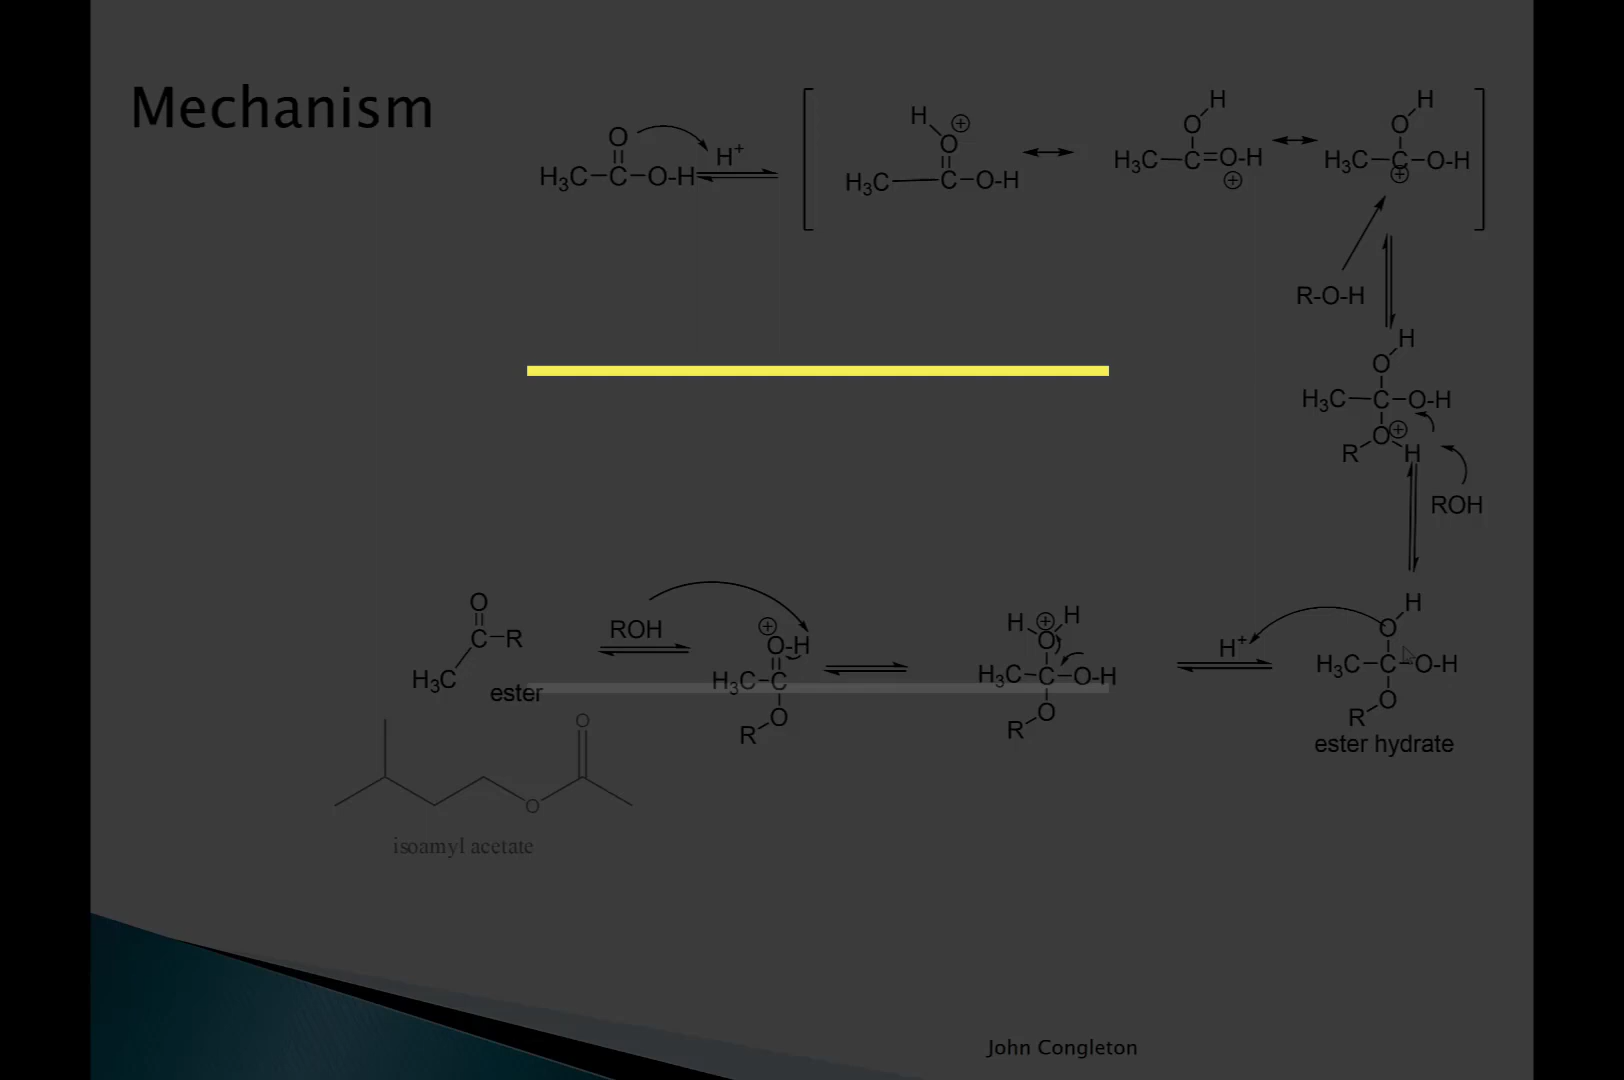 Mechanism
O
H₃C–C–O-H
H⁺
H
O ⊕
H₃C–C–O-H
H
O
H₃C–C=O-H
⊕
H
O
H₃C–C–O-H
⊕
R-O-H
H
O
H₃C–C–O-H
O ⊕
R H
ROH
O
C–R
H₃C
ester
ROH
⊕
O-H
H₃C–C
O
R
H ⊕ H
O
H₃C–C–O-H
O
R
H⁺
H
O
H₃C–C–O-H
O
R
ester hydrate
O
O
isoamyl acetate
John Congleton